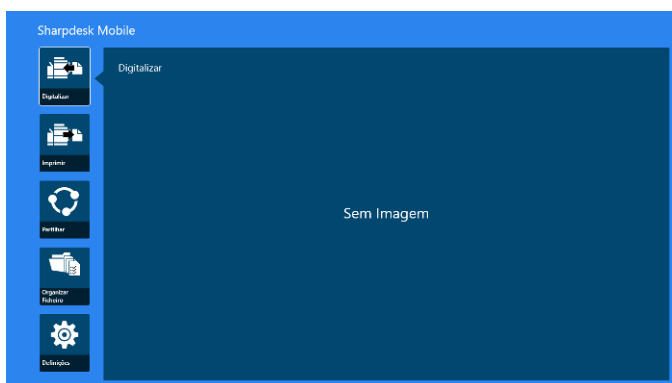 Sharpdesk Mobile
Digitalizar
Digitalizar
Imprimir
Partilhar
Organizar
Ficheiro
Definições
Sem Imagem